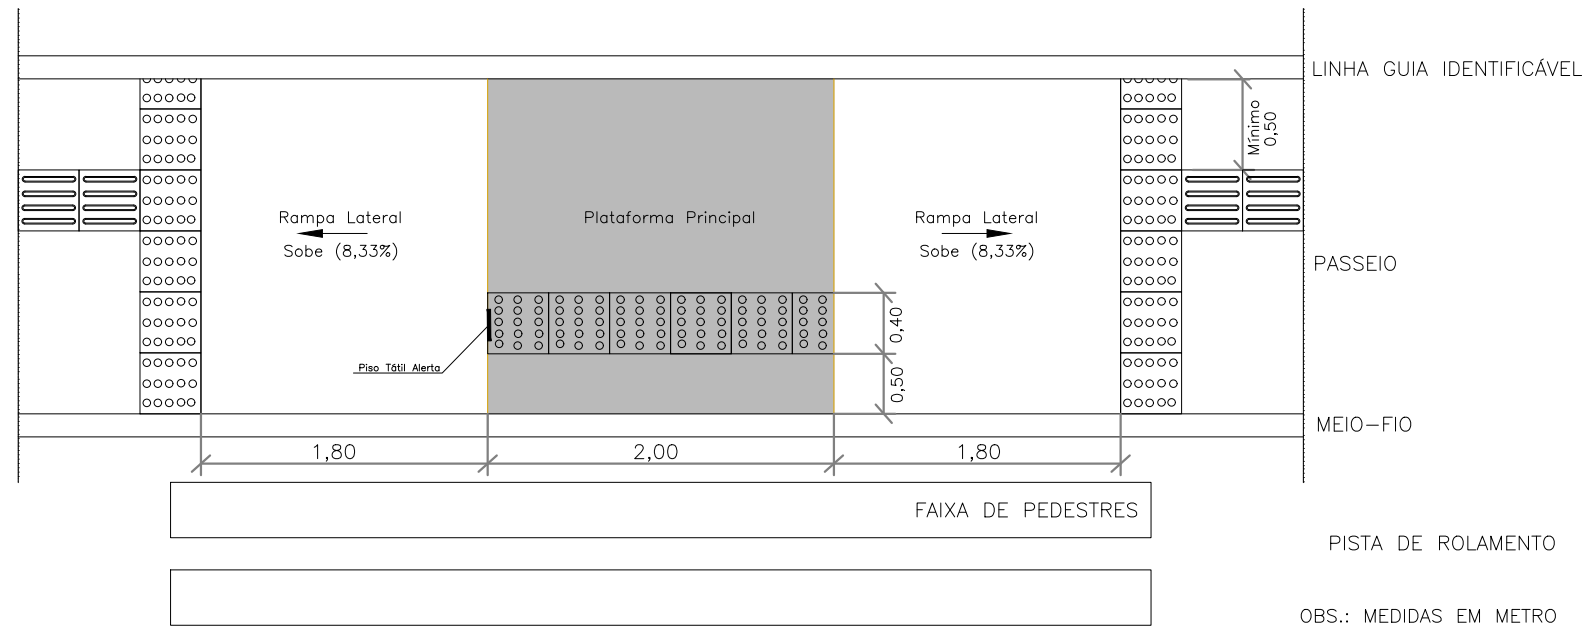 LINHA GUIA IDENTIFICÁVEL
Mínimo
0,50
Rampa Lateral
Sobe (8,33%)
Plataforma Principal
Rampa Lateral
Sobe (8,33%)
PASSEIO
0,40
Piso Tátil Alerta
0,50
MEIO-FIO
1,80
2,00
1,80
FAIXA DE PEDESTRES
PISTA DE ROLAMENTO
OBS.: MEDIDAS EM METRO